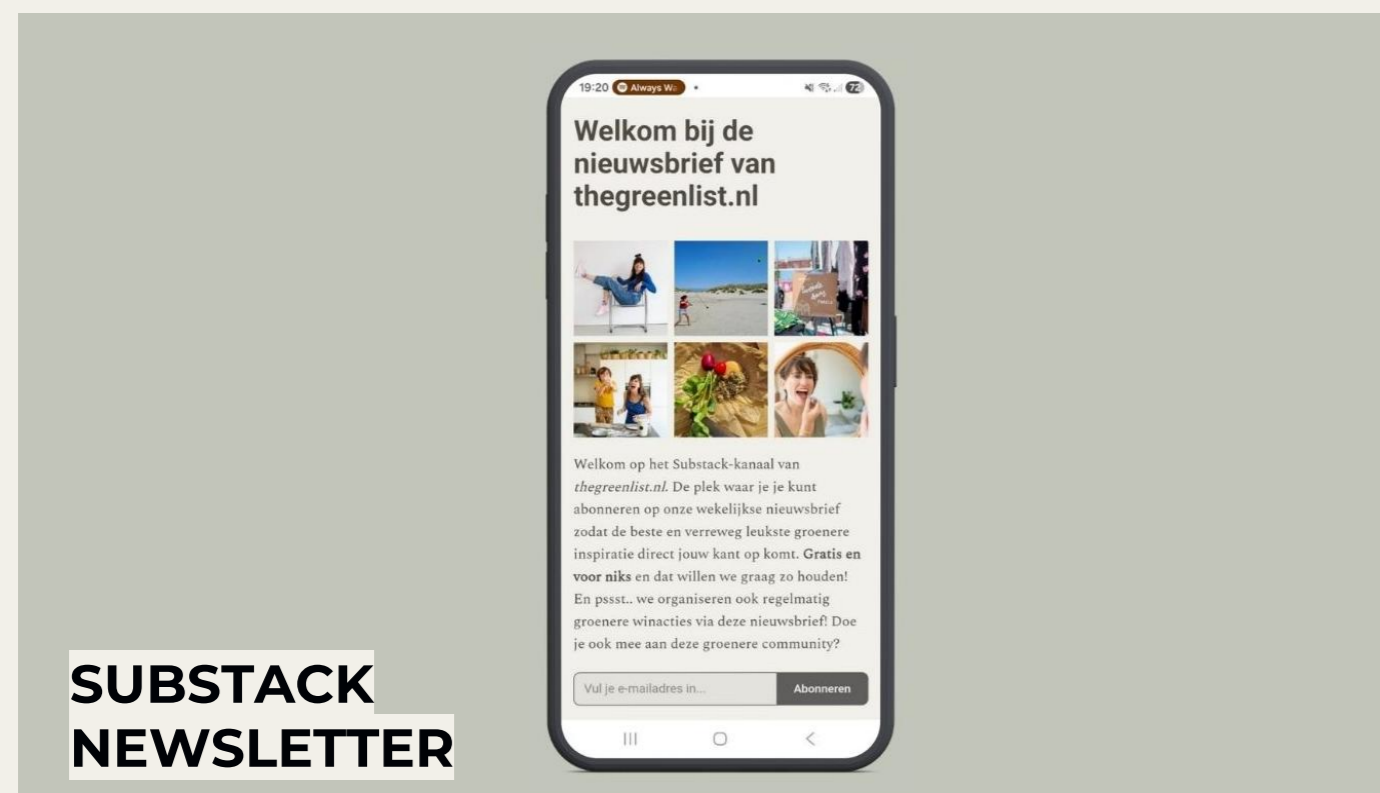 19:20 Always Wa
72
Welkom bij de
nieuwsbrief van
thegreenlist.nl
Welkom op het Substack-kanaal van
thegreenlist.nl. De plek waar je je kunt
abonneren op onze wekelijkse nieuwsbrief
zodat de beste en verreweg leukste groenere
inspiratie direct jouw kant op komt. Gratis en
voor niks en dat willen we graag zo houden!
En pssst.. we organiseren ook regelmatig
groenere winacties via deze nieuwsbrief! Doe
je ook mee aan deze groenere community?
Vul je e-mailadres in...
Abonneren
SUBSTACK
NEWSLETTER